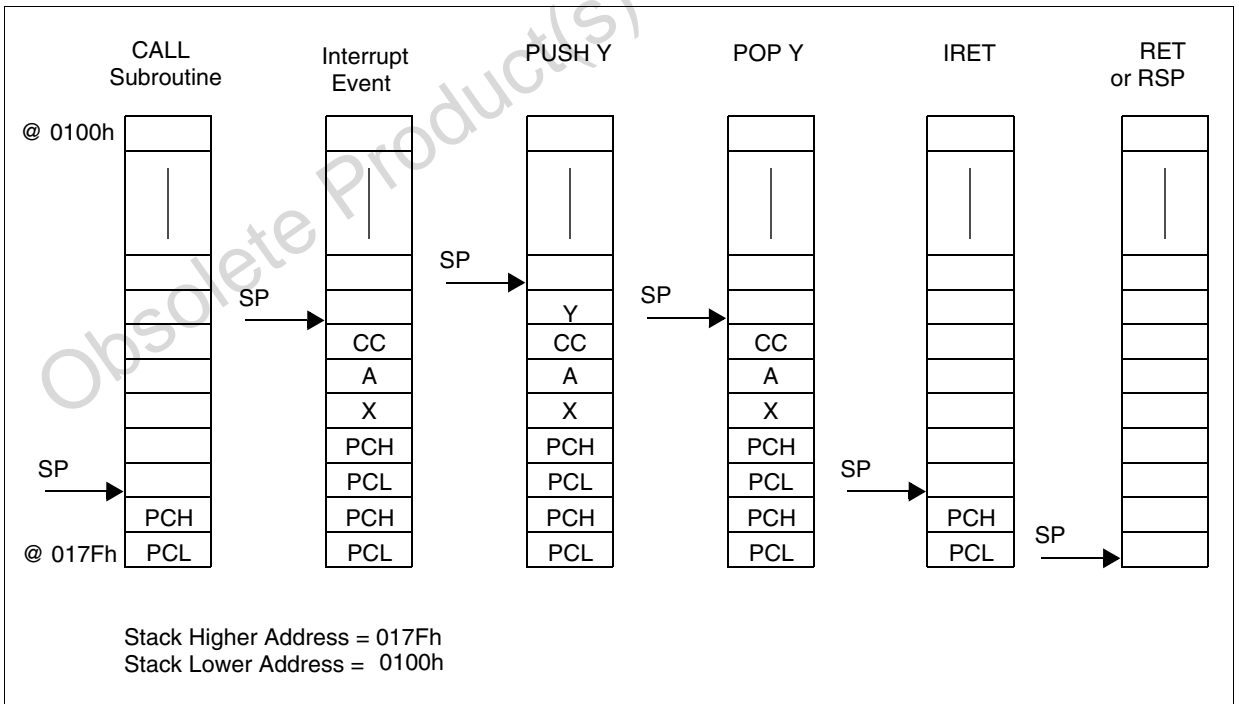 CALL
Subroutine
Interrupt
Event
PUSH Y
POP Y
IRET
RET
or RSP
@ 0100h
SP
SP
SP
SP
SP
SP
@ 017Fh
PCH
PCL
CC
A
X
PCH
PCL
PCH
PCL
Y
CC
A
X
PCH
PCL
PCH
PCL
CC
A
X
PCH
PCL
PCH
PCL
PCH
PCL
Stack Higher Address = 017Fh
Stack Lower Address = 0100h
Obsolete Product(s)